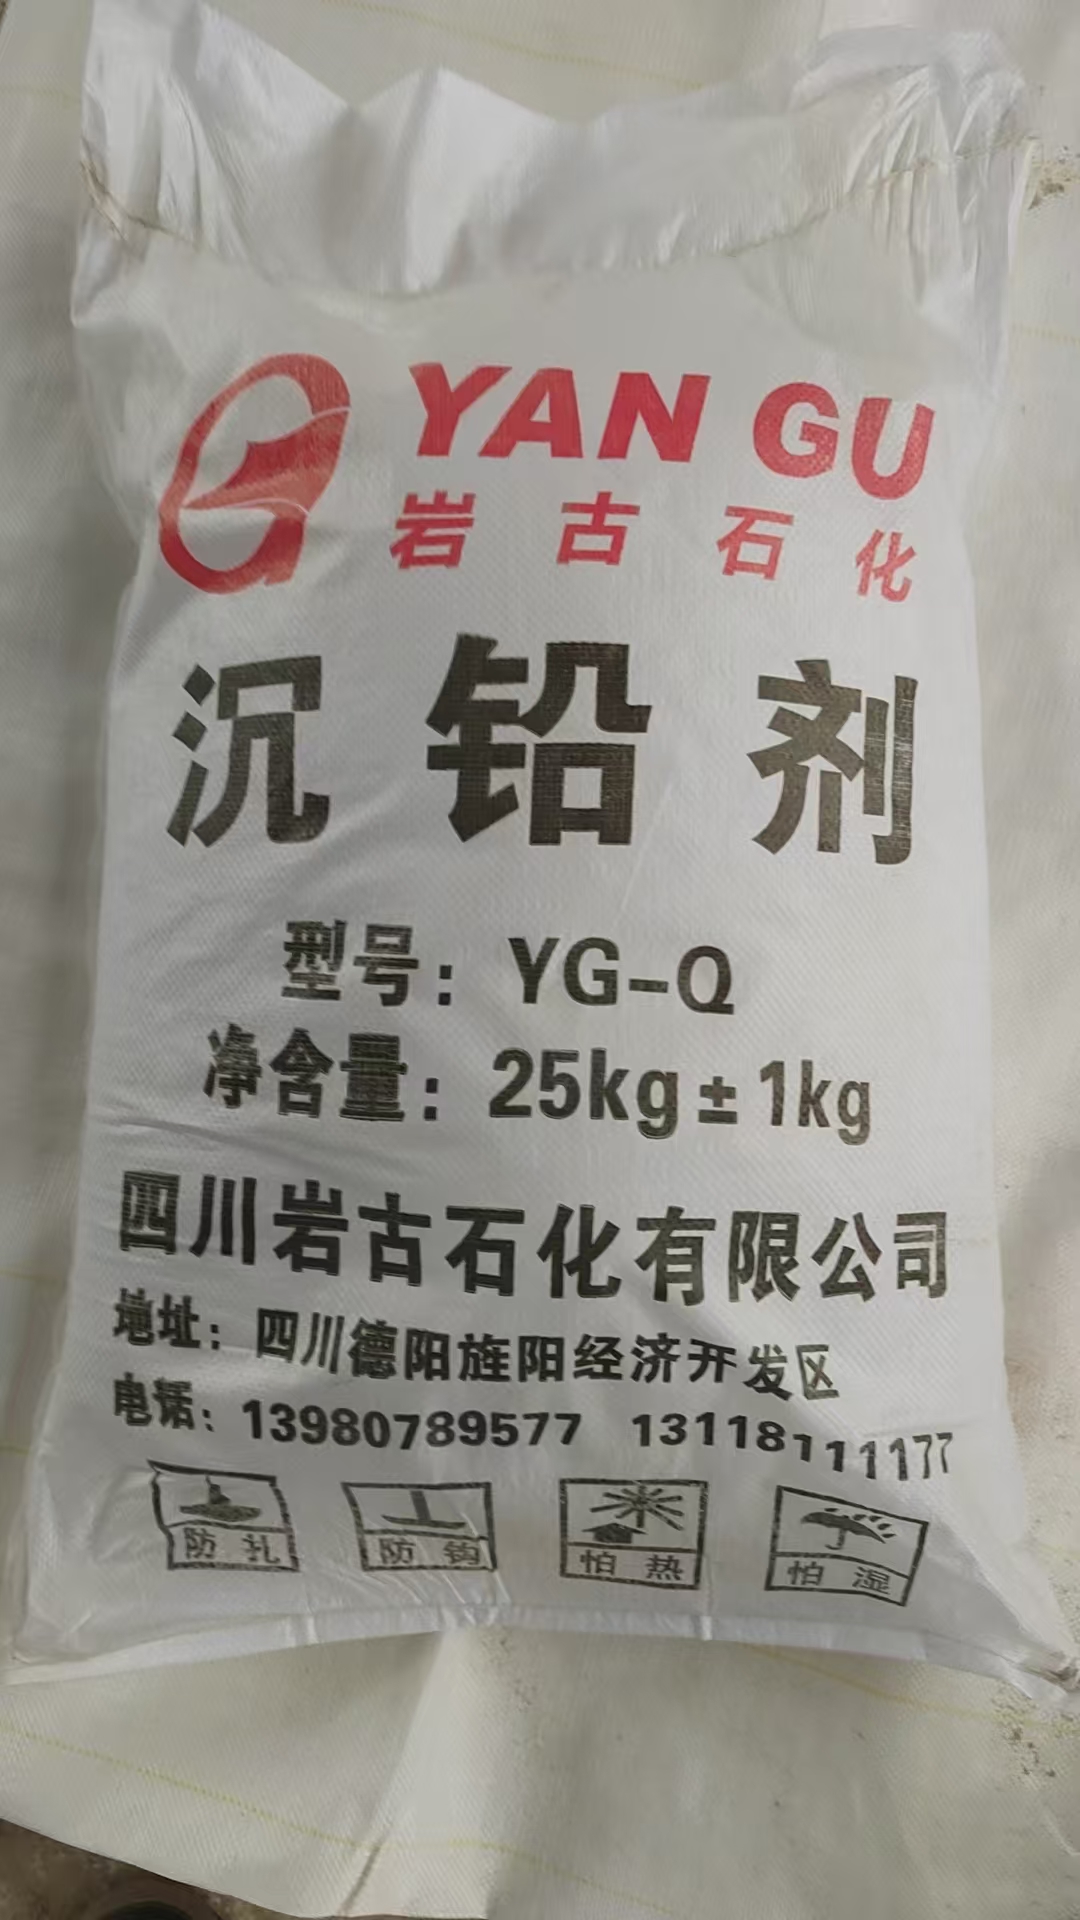 YAN GU
岩古石化
沉铅剂
型号：YG-Q
净含量：25kg±1kg
四川岩古石化有限公司
地址：四川德阳旌阳经济开发区
电话：13980789577 13118111177
防扎 防钩 怕热 怕湿